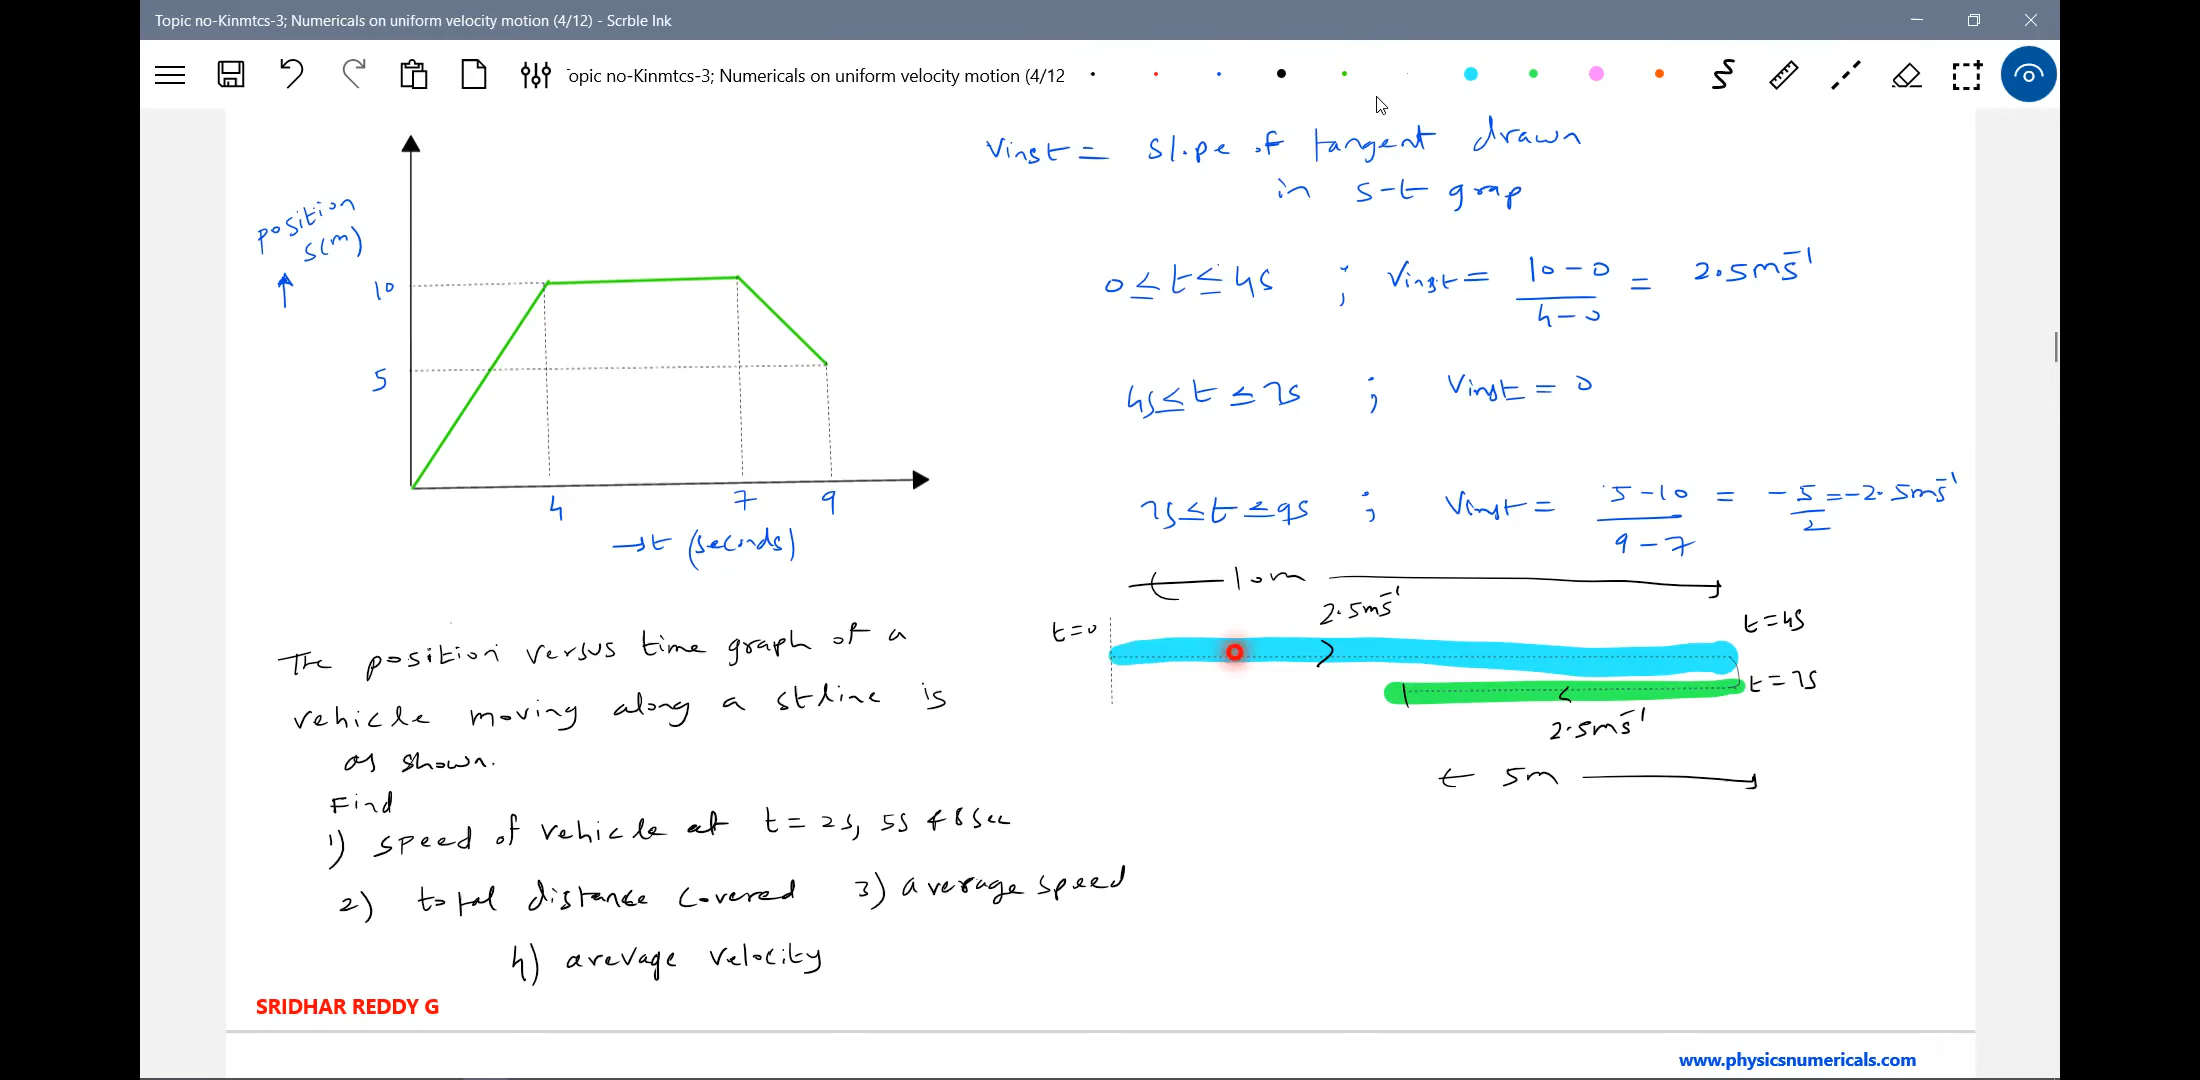 Topic no-Kinmtcs-3; Numericals on uniform velocity motion (4/12) - Scrble Ink
opic no-Kinmtcs-3; Numericals on uniform velocity motion (4/12
position
s(m)
10
5
4
7
9
→t (seconds)
Vinst = slope of tangent drawn
in s-t grap
0 ≤ t ≤ 4s ; Vinst = (10-0)/(4-0) = 2.5ms⁻¹
4s ≤ t ≤ 7s ; Vinst = 0
7s ≤ t ≤ 9s ; Vinst = (5-10)/(9-7) = -5/2 = -2.5ms⁻¹
10m
2.5ms⁻¹
t=0
t=4s
t=7s
2.5ms⁻¹
5m
The position versus time graph of a
vehicle moving along a st line is
as shown.
Find
1) speed of vehicle at t = 2s, 5s & 8sec
2) total distance covered 3) average speed
4) average velocity
SRIDHAR REDDY G
www.physicsnumericals.com